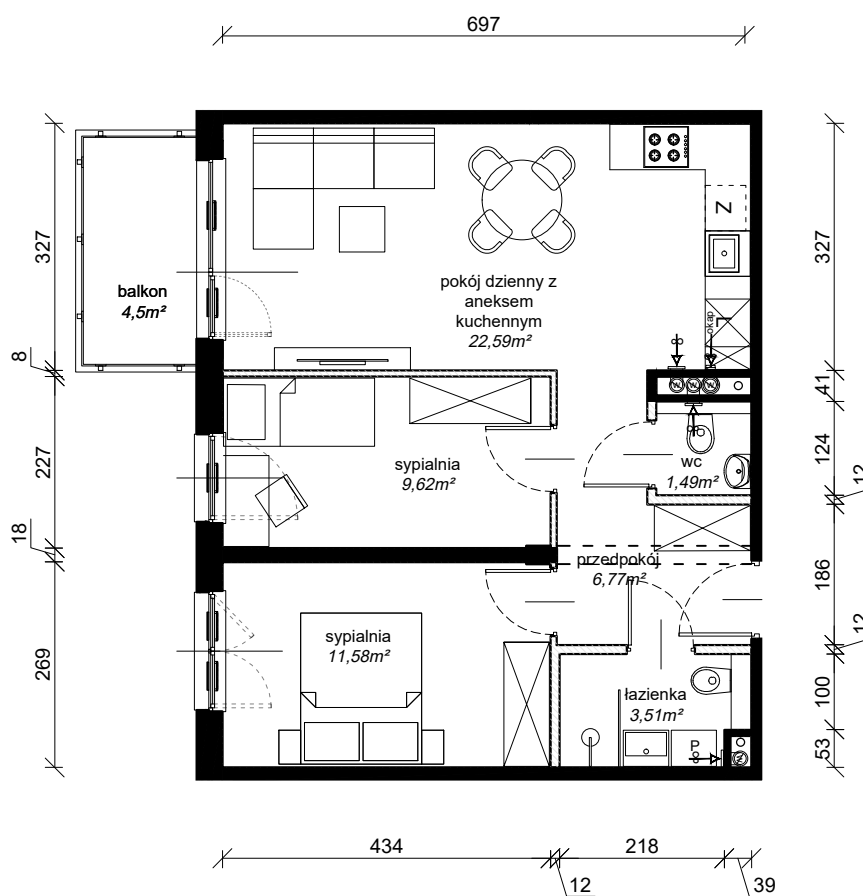 697
327
8
227
18
269
balkon
4,5m²
pokój dzienny z
aneksem
kuchennym
22,59m²
Z
L
okap
sypialnia
9,62m²
wc
1,49m²
przedpokój
6,77m²
sypialnia
11,58m²
łazienka
3,51m²
P
327
41
124
12
186
12
100
53
434
12
218
39